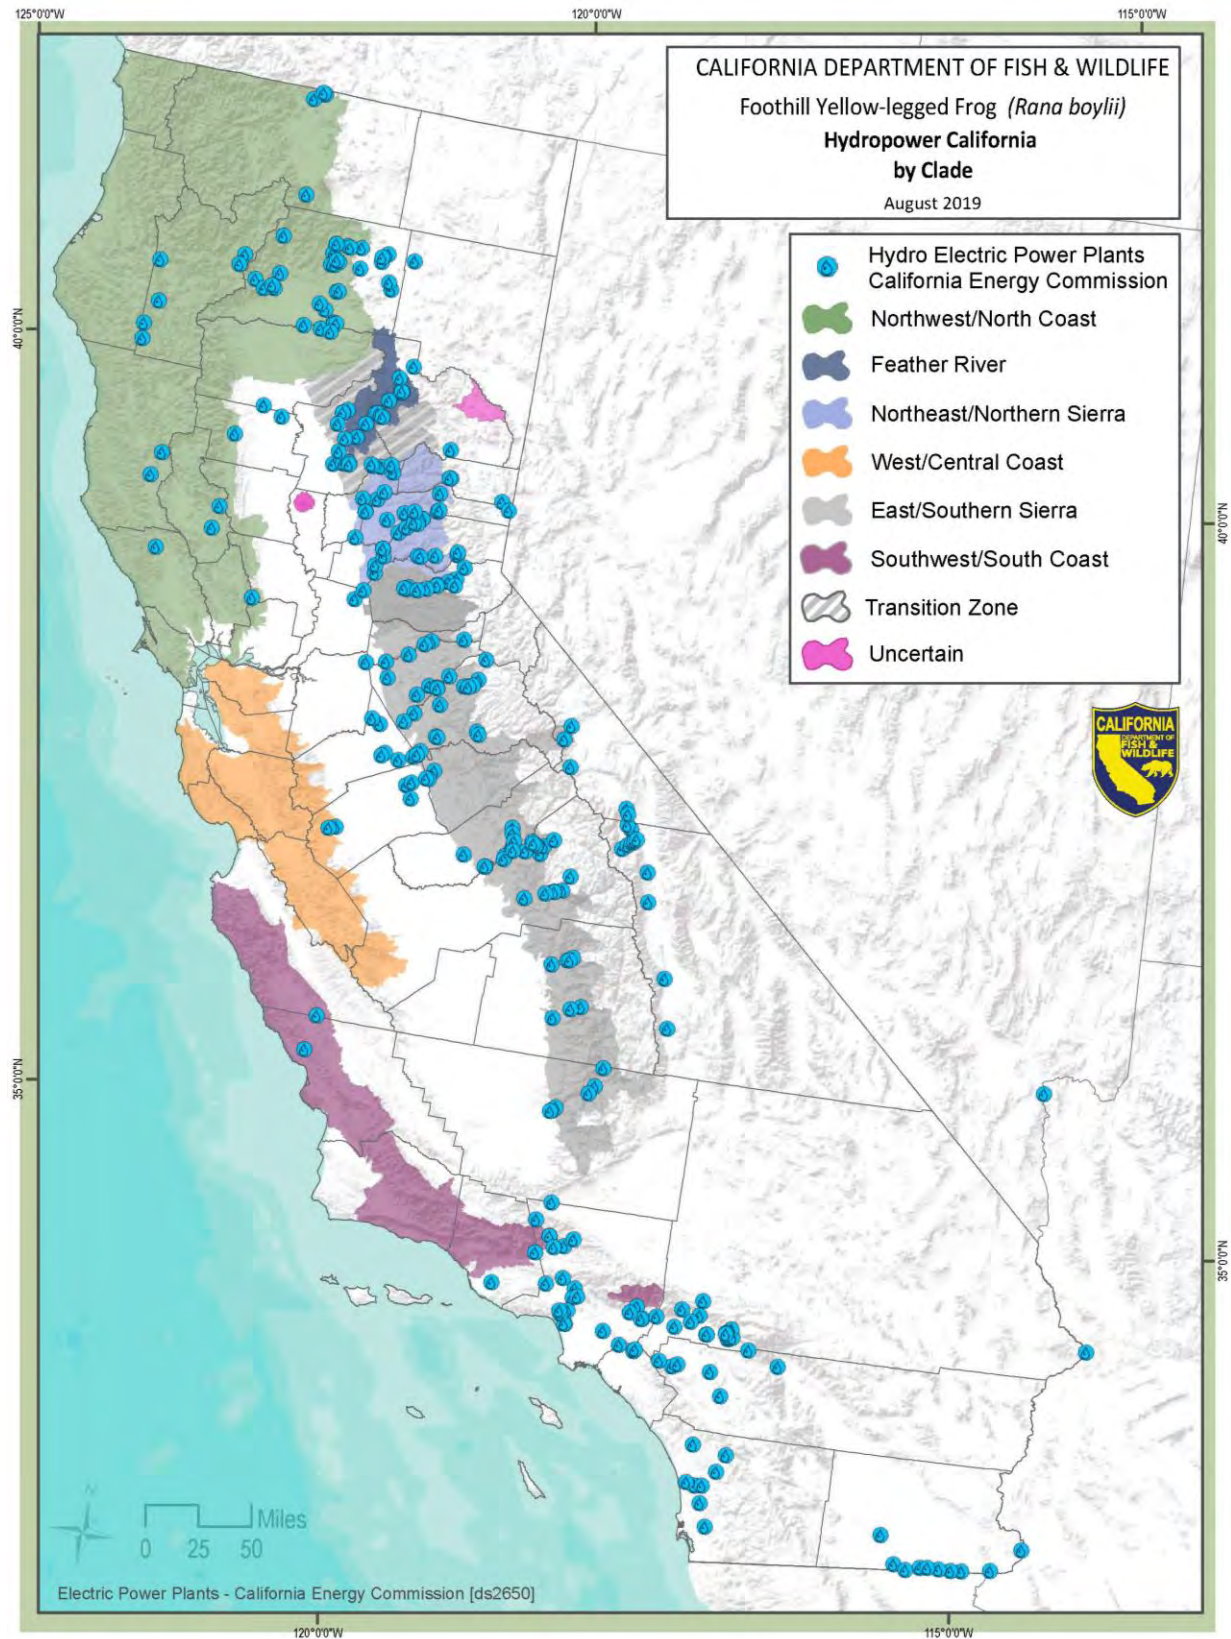 125°0'0"W
120°0'0"W
115°0'0"W
CALIFORNIA DEPARTMENT OF FISH & WILDLIFE
Foothill Yellow-legged Frog (Rana boylii)
Hydropower California
by Clade
August 2019
Hydro Electric Power Plants
California Energy Commission
Northwest/North Coast
Feather River
Northeast/Northern Sierra
West/Central Coast
East/Southern Sierra
Southwest/South Coast
Transition Zone
Uncertain
40°0'0"N
40°0'0"N
CALIFORNIA
DEPARTMENT OF
FISH &
WILDLIFE
35°0'0"N
35°0'0"N
N
Miles
0 25 50
Electric Power Plants - California Energy Commission [ds2650]
120°0'0"W
115°0'0"W